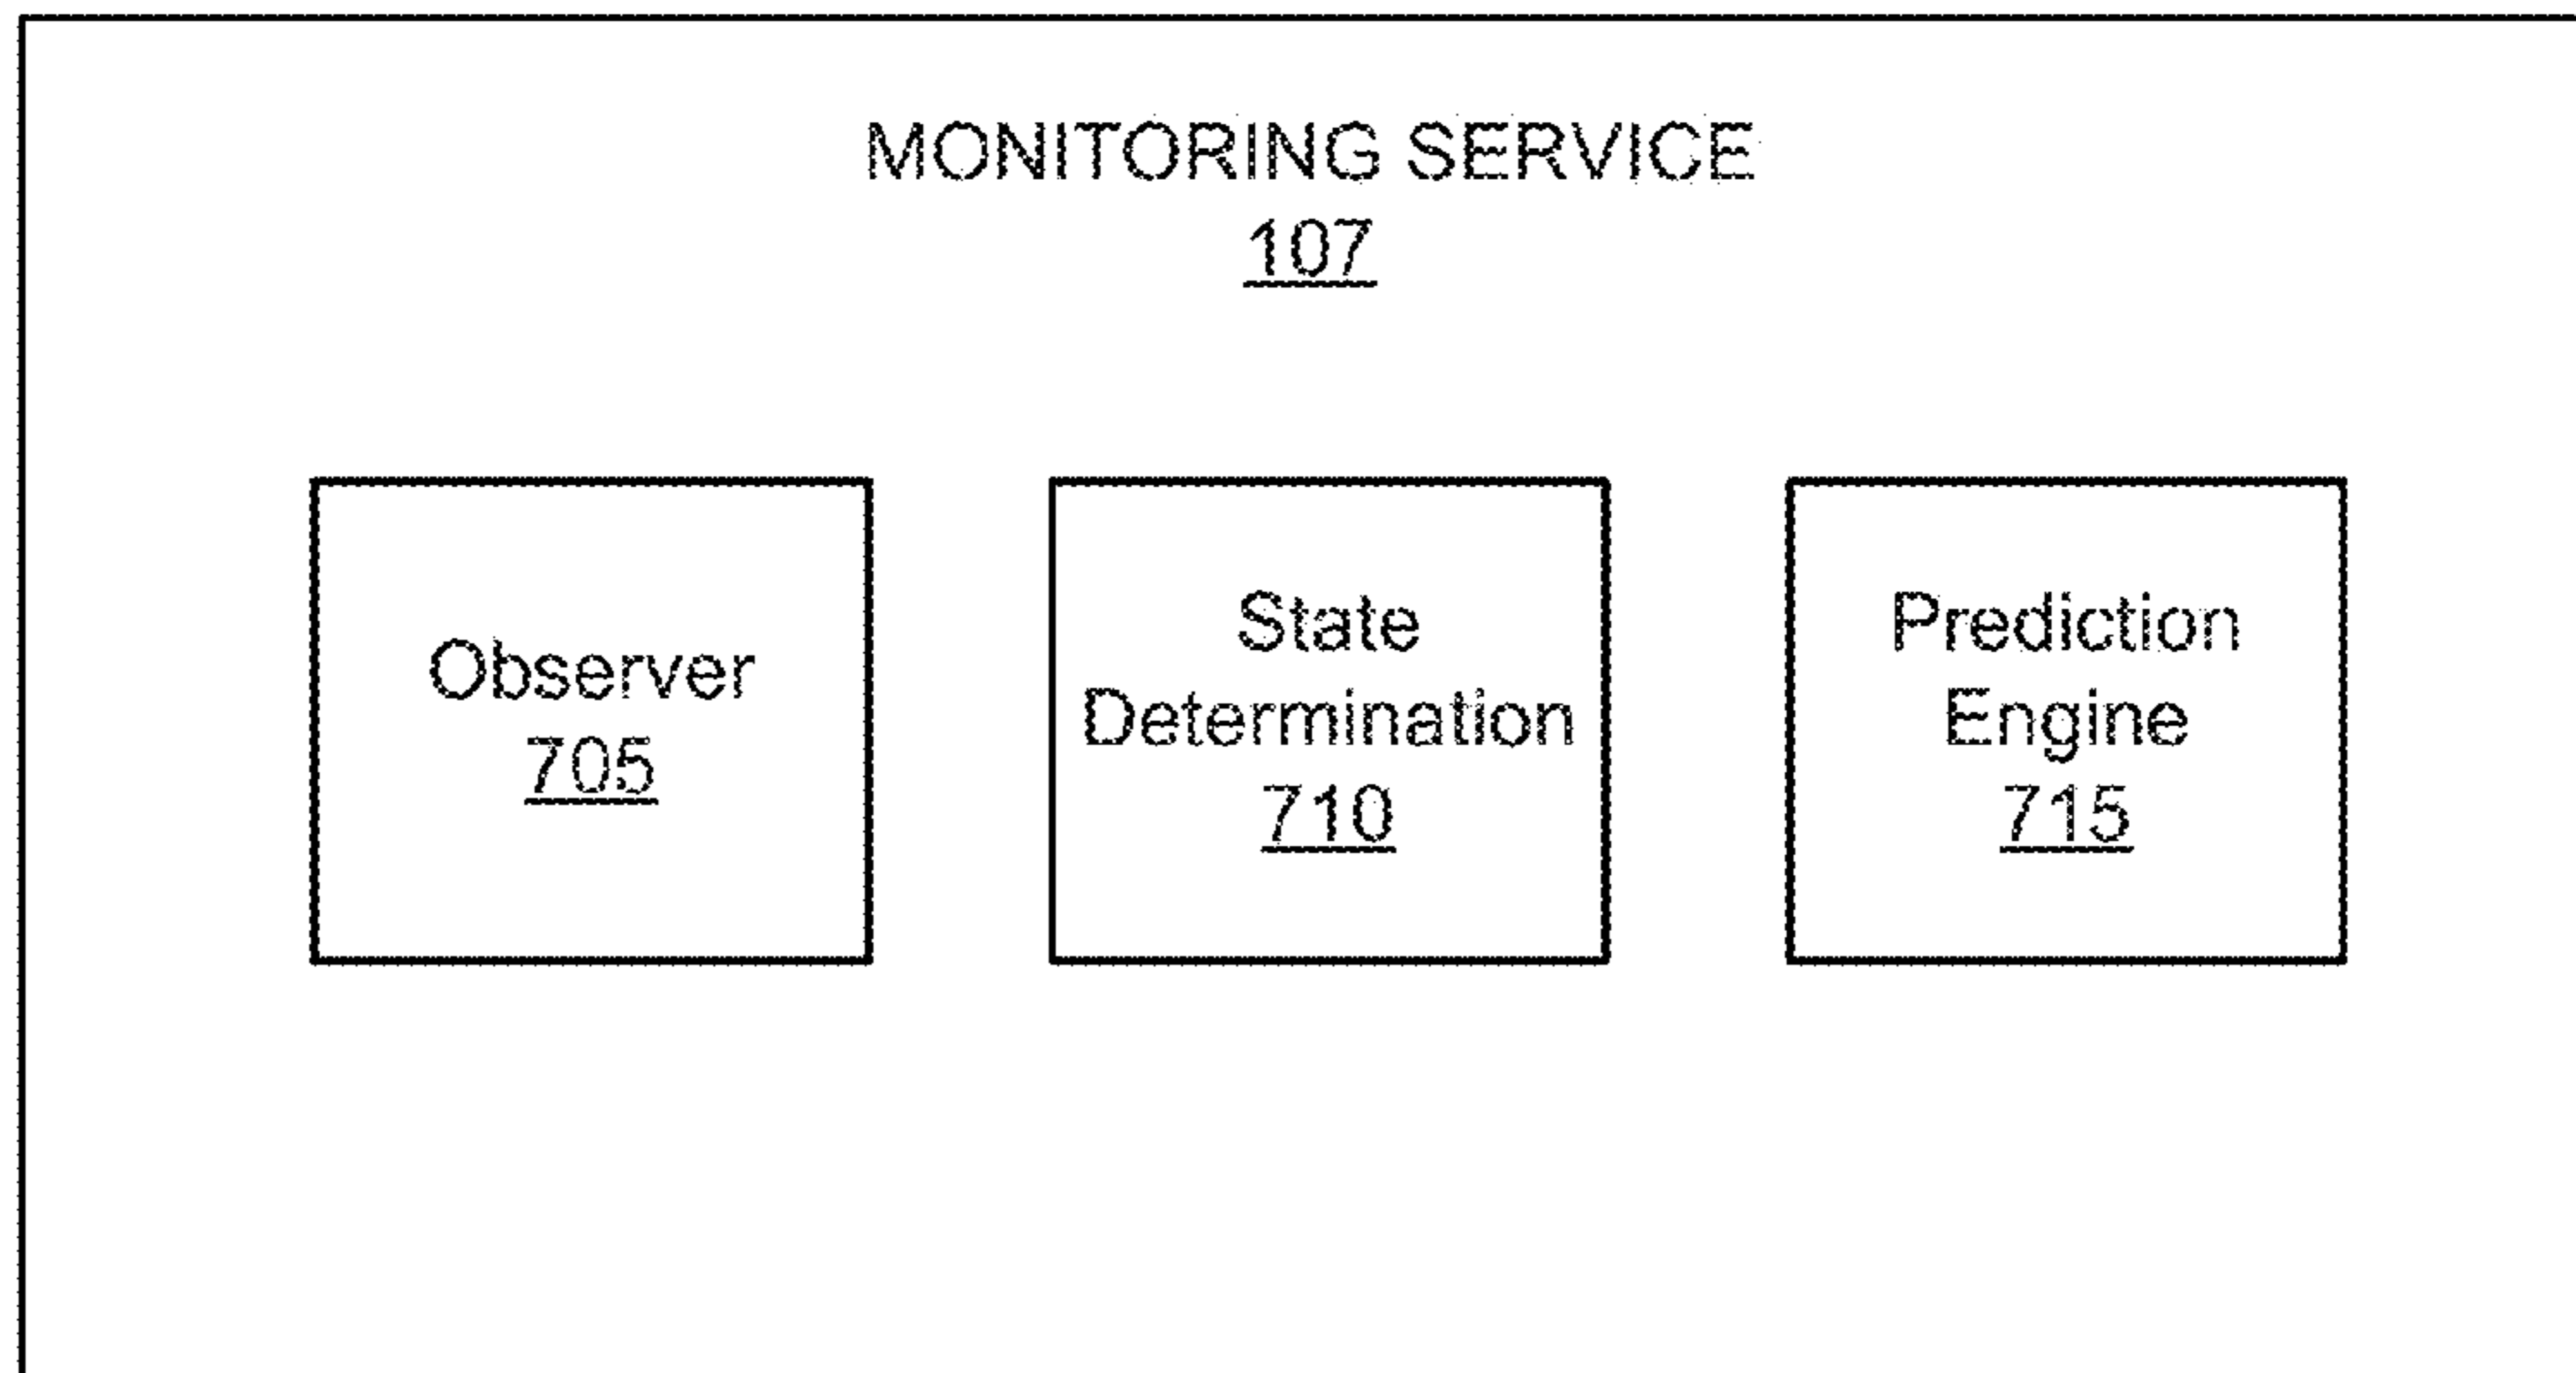 MONITORING SERVICE
107
Observer
705
State
Determination
710
Prediction
Engine
715